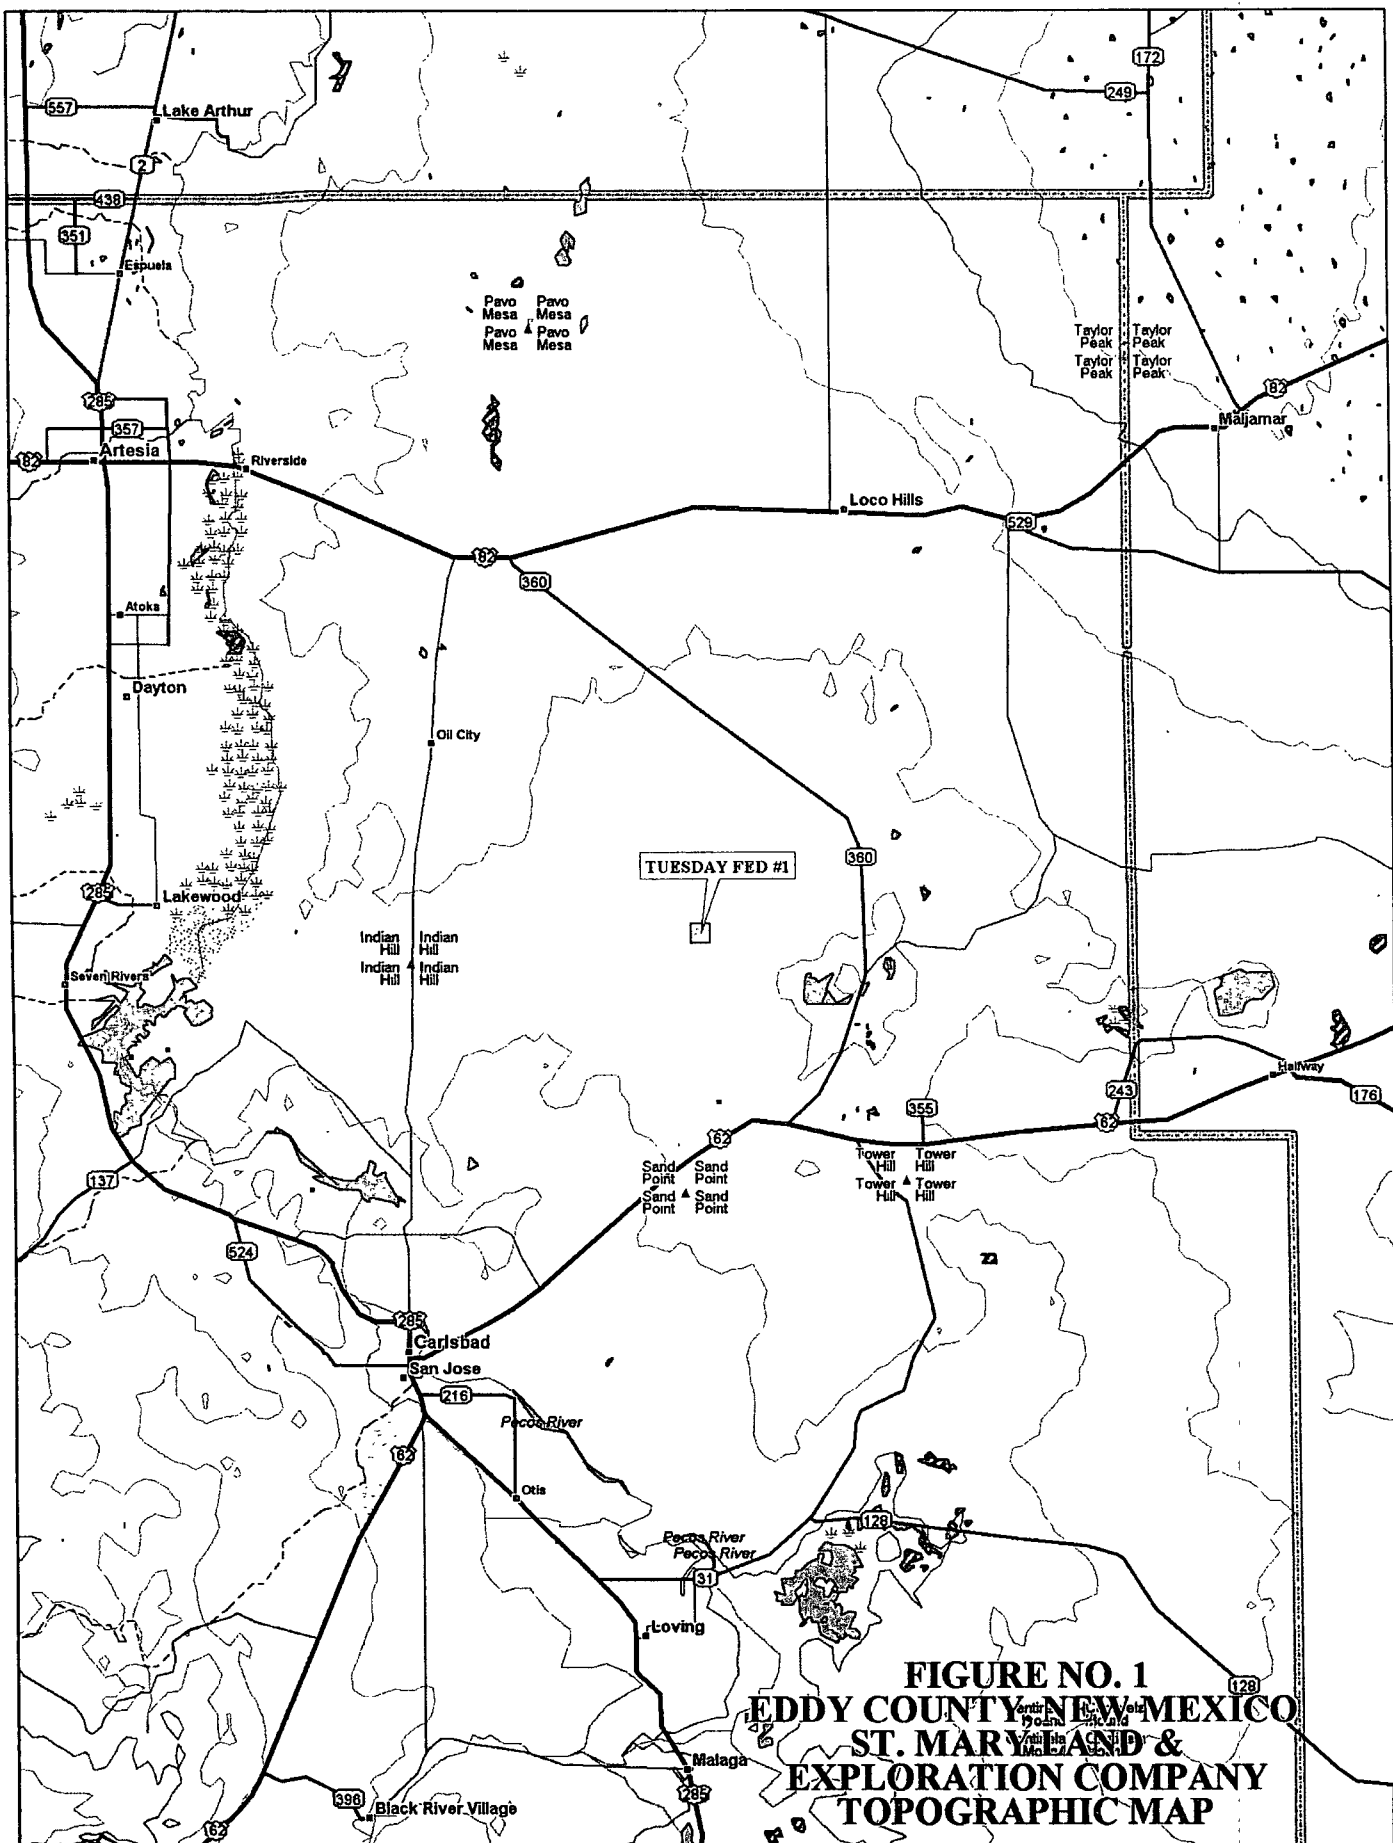 172
249
557
Lake Arthur
2
438
351
Espuela
Pavo Mesa
Pavo Mesa
Pavo Mesa
Pavo Mesa
Taylor Peak
Taylor Peak
Taylor Peak
Taylor Peak
82
285
357
Maljamar
82
Artesia
Riverside
Loco Hills
529
82
360
Atoka
Dayton
Oil City
360
TUESDAY FED #1
285
Lakewood
Indian Hill
Indian Hill
Indian Hill
Indian Hill
Seven Rivers
Halfway
243
176
355
62
62
Sand Point
Sand Point
Sand Point
Sand Point
Tower Hill
Tower Hill
Tower Hill
Tower Hill
137
524
285
Carlsbad
San Jose
216
Pecos River
62
Otis
128
Pecos River
Pecos River
31
Loving
128
Malaga
285
396
Black River Village
62
FIGURE NO. 1
EDDY COUNTY, NEW MEXICO
ST. MARY LAND &
EXPLORATION COMPANY
TOPOGRAPHIC MAP